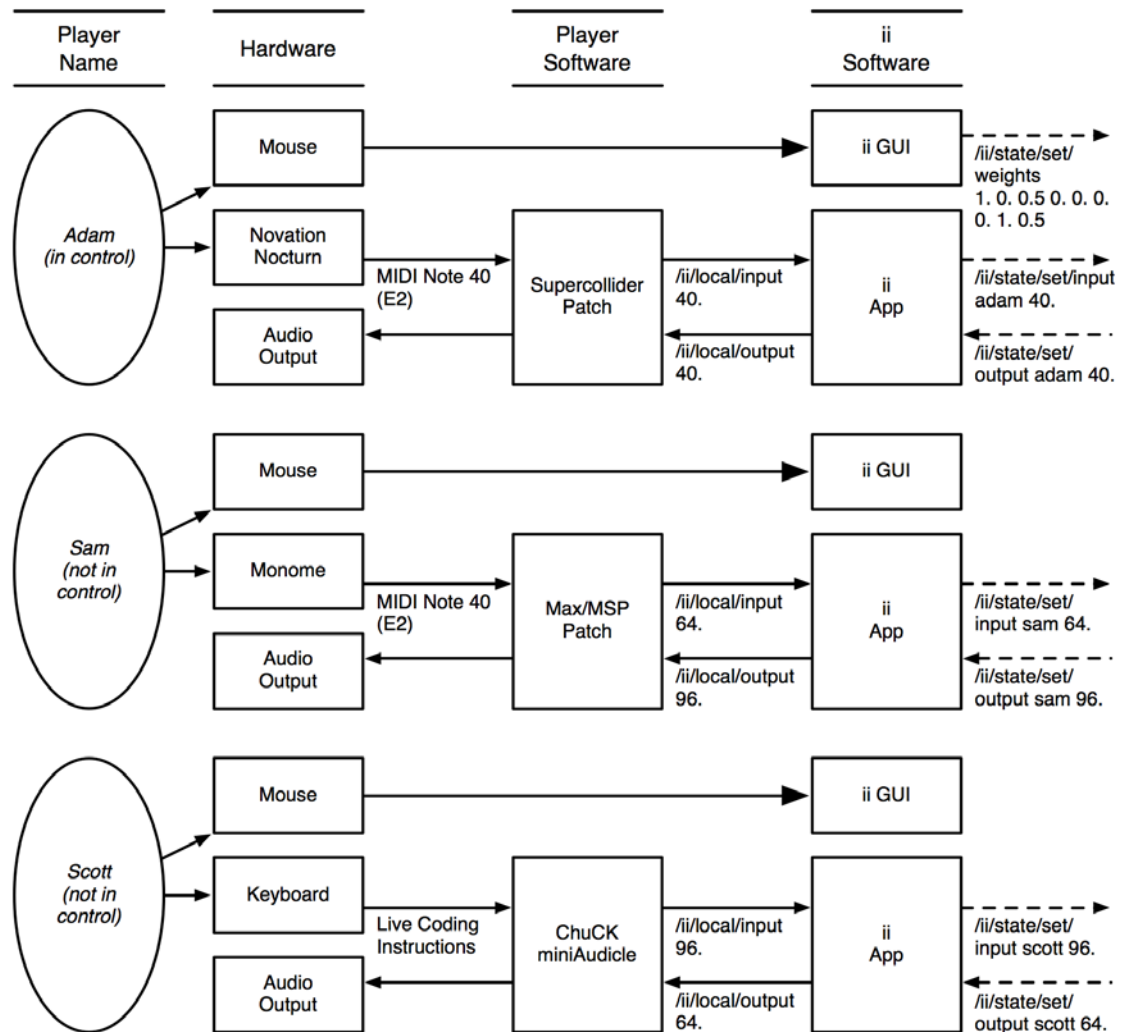 Player
Name
Hardware
Player
Software
ii
Software
Adam
(in control)
Mouse
ii GUI
/ii/state/set/
weights
1. 0. 0.5 0. 0. 0.
0. 1. 0.5
Novation
Nocturn
MIDI Note 40
(E2)
Supercollider
Patch
/ii/local/input
40.
ii
App
/ii/state/set/input
adam 40.
Audio
Output
/ii/local/output
40.
/ii/state/set/
output adam 40.
Sam
(not in
control)
Mouse
ii GUI
Monome
MIDI Note 40
(E2)
Max/MSP
Patch
/ii/local/input
64.
ii
App
/ii/state/set/
input sam 64.
Audio
Output
/ii/local/output
96.
/ii/state/set/
output sam 96.
Scott
(not in
control)
Mouse
ii GUI
Keyboard
Live Coding
Instructions
ChuCK
miniAudicle
/ii/local/input
96.
ii
App
/ii/state/set/
input scott 96.
Audio
Output
/ii/local/output
64.
/ii/state/set/
output scott 64.